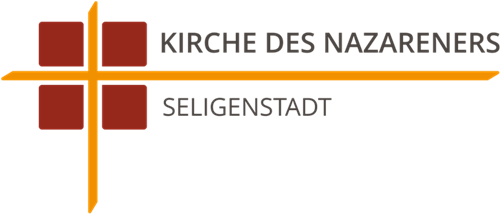 KIRCHE DES NAZARENERS
SELIGENSTADT